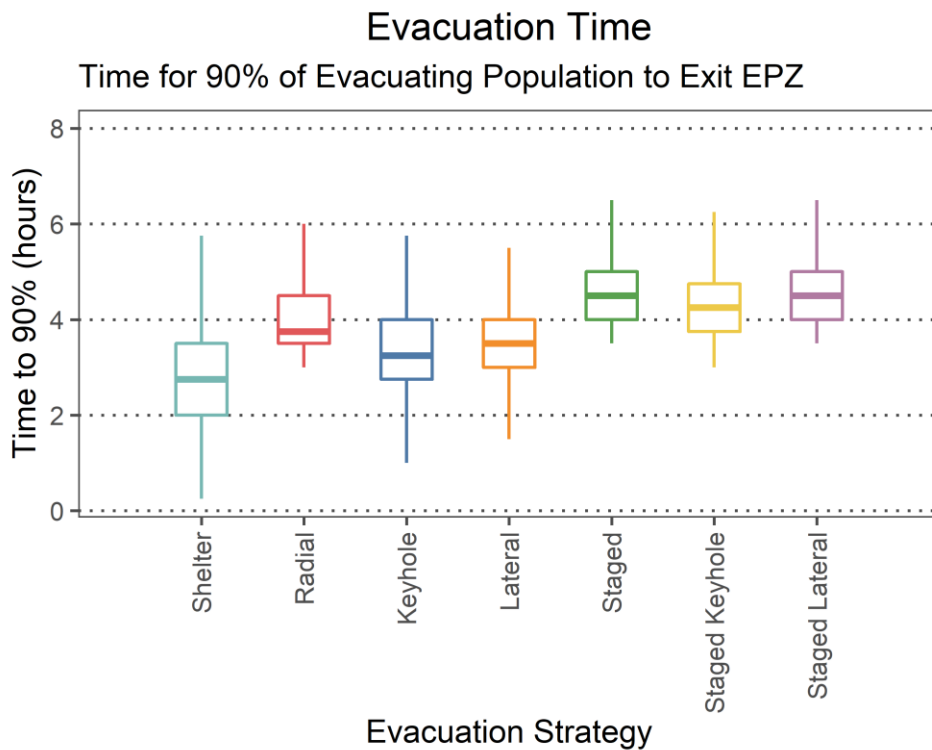 Evacuation Time
Time for 90% of Evacuating Population to Exit EPZ
Time to 90% (hours)
8
6
4
2
0
Shelter
Radial
Keyhole
Lateral
Staged
Staged Keyhole
Staged Lateral
Evacuation Strategy